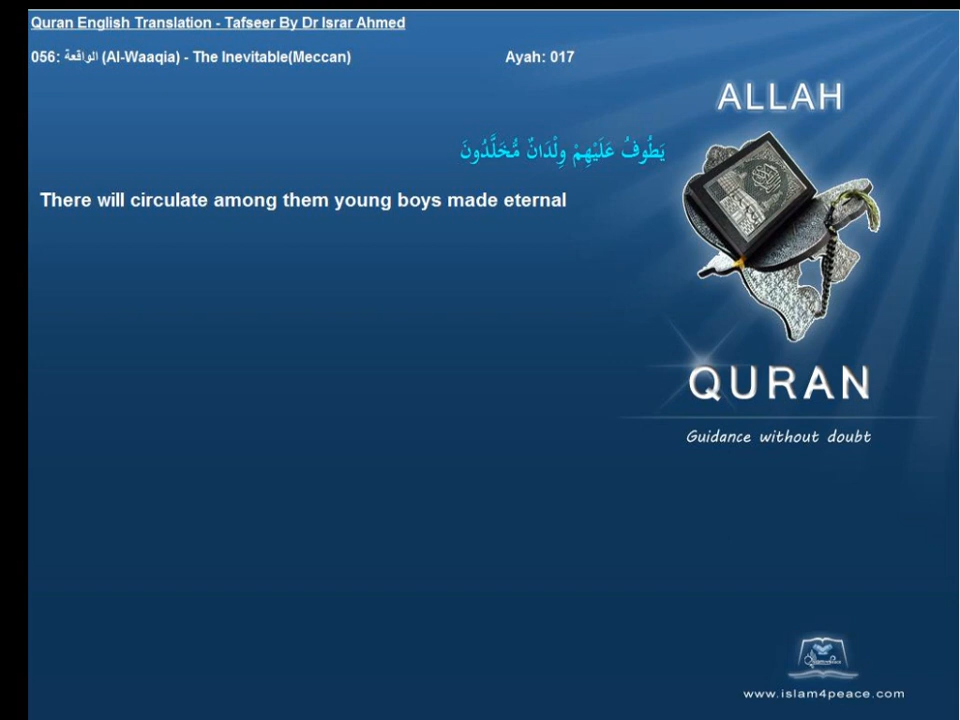 Quran English Translation - Tafseer By Dr Israr Ahmed
056: الواقعة (Al-Waaqia) - The Inevitable(Meccan) Ayah: 017
ALLAH
يَطُوفُ عَلَيْهِمْ وِلْدَانٌ مُّخَلَّدُونَ
There will circulate among them young boys made eternal
QURAN
Guidance without doubt
www.islam4peace.com